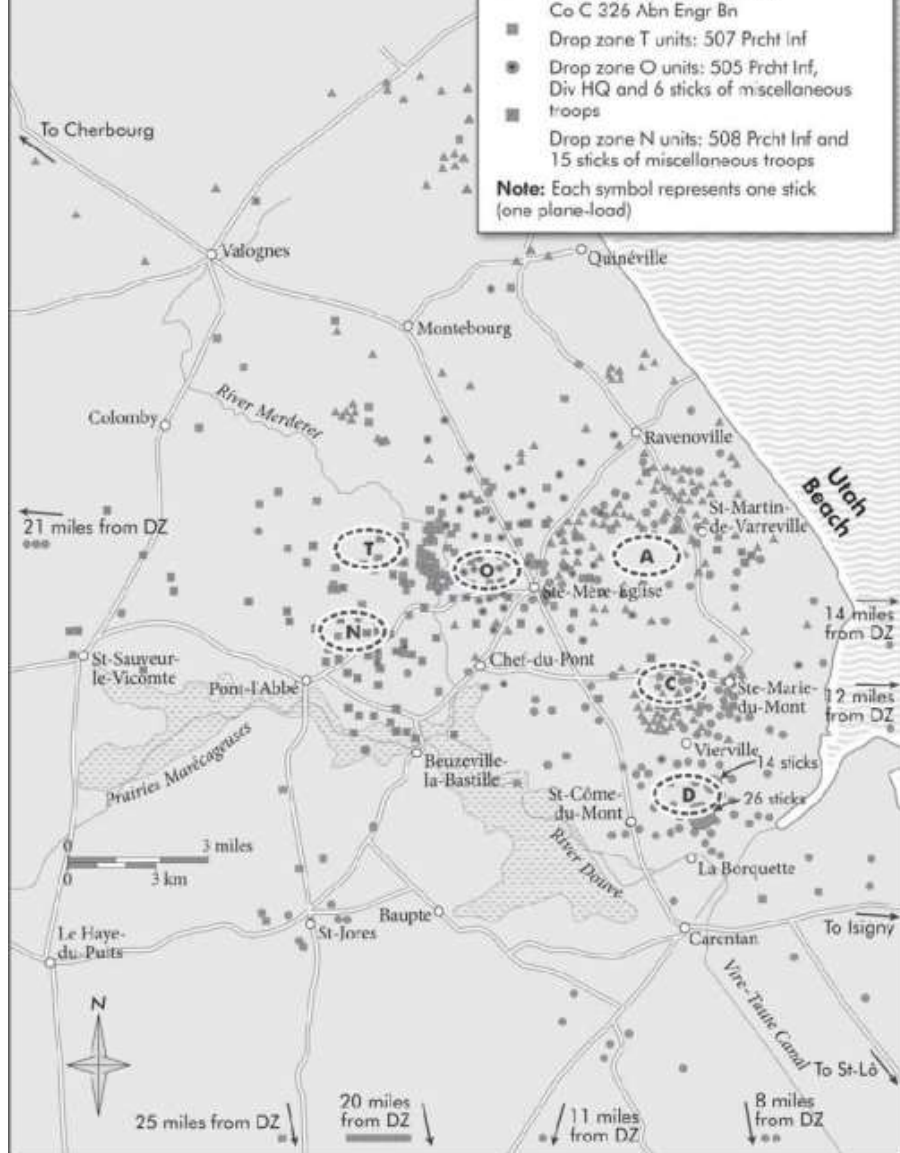 Co C 326 Abn Engr Bn
Drop zone T units: 507 Prcht Inf
Drop zone O units: 505 Prcht Inf,
Div HQ and 6 sticks of miscellaneous
troops
Drop zone N units: 508 Prcht Inf and
15 sticks of miscellaneous troops
Note: Each symbol represents one stick
(one plane-load)
To Cherbourg
Valognes
Quinéville
Montebourg
River Merderet
Colomby
Ravenoville
Utah
Beach
21 miles from DZ
St-Martin-
de-Varreville
T
O
A
Ste-Mère-Église
14 miles
from DZ
N
St-Sauveur-
le-Vicomte
Pont-l'Abbé
Chef-du-Pont
C
Ste-Marie-
du-Mont
12 miles
from DZ
Vierville
14 sticks
Beuzeville-
la-Bastille
Prairies Marécageuses
D
26 sticks
St-Côme-
du-Mont
River Douve
0 3 miles
0 3 km
La Barquette
Le Haye-
du-Puits
St-Jores
Baupte
Carentan
To Isigny
N
Vire-Taute Canal
To St-Lô
25 miles from DZ
20 miles
from DZ
11 miles
from DZ
8 miles
from DZ